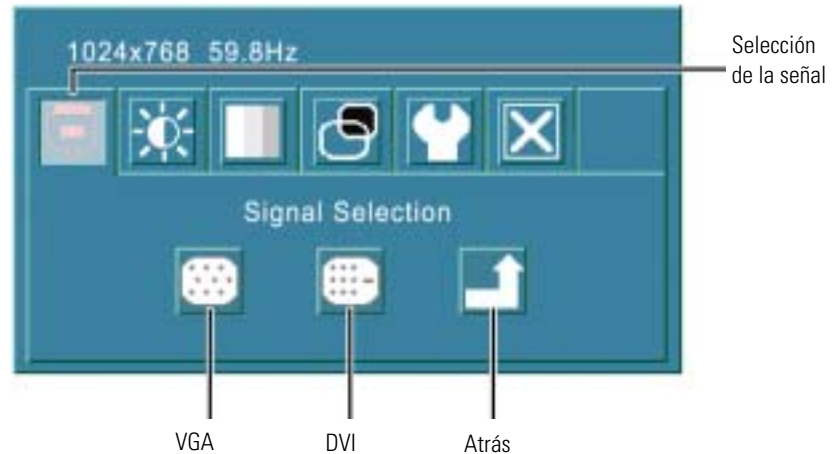 1024x768 59.8Hz
Selección
de la señal
Signal Selection
VGA
DVI
Atrás